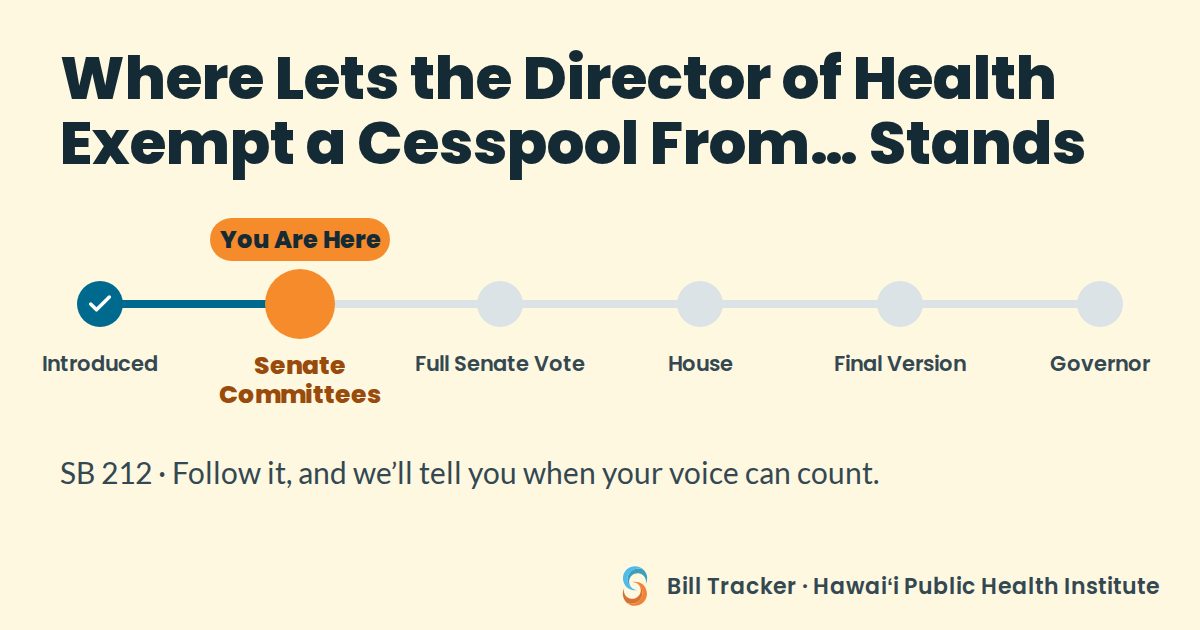 Where Lets the Director of Health
Exempt a Cesspool From… Stands
You Are Here
Introduced
Senate
Committees
Full Senate Vote
House
Final Version
Governor
SB 212 · Follow it, and we’ll tell you when your voice can count.
Bill Tracker · Hawaiʻi Public Health Institute